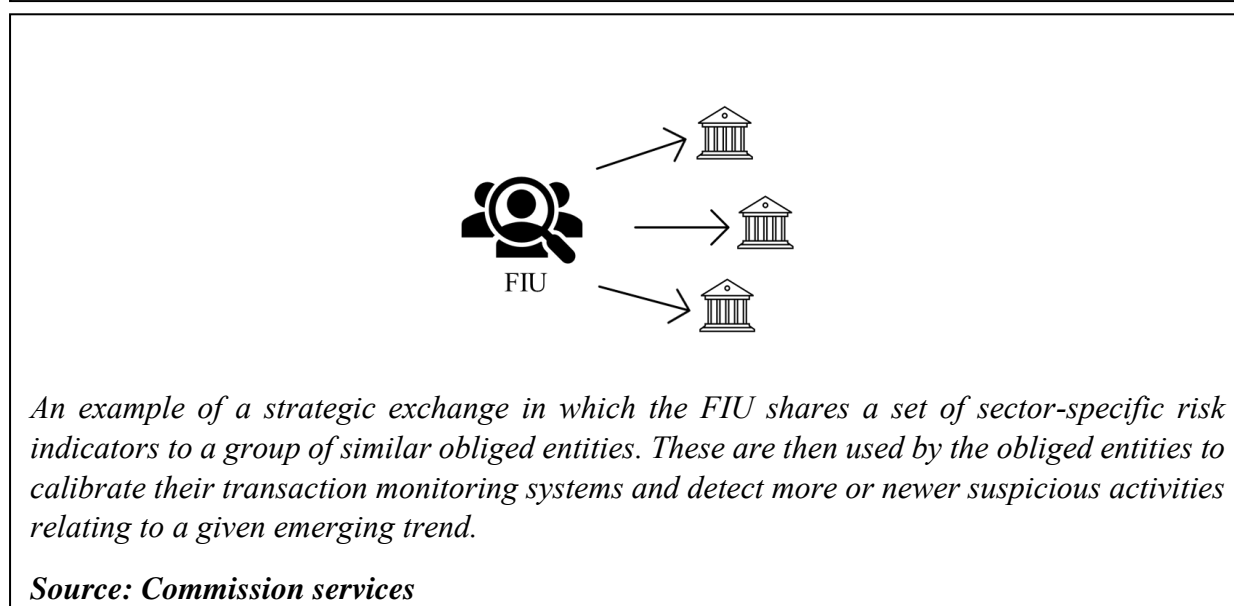 FIU
An example of a strategic exchange in which the FIU shares a set of sector-specific risk
indicators to a group of similar obliged entities. These are then used by the obliged entities to
calibrate their transaction monitoring systems and detect more or newer suspicious activities
relating to a given emerging trend.
Source: Commission services